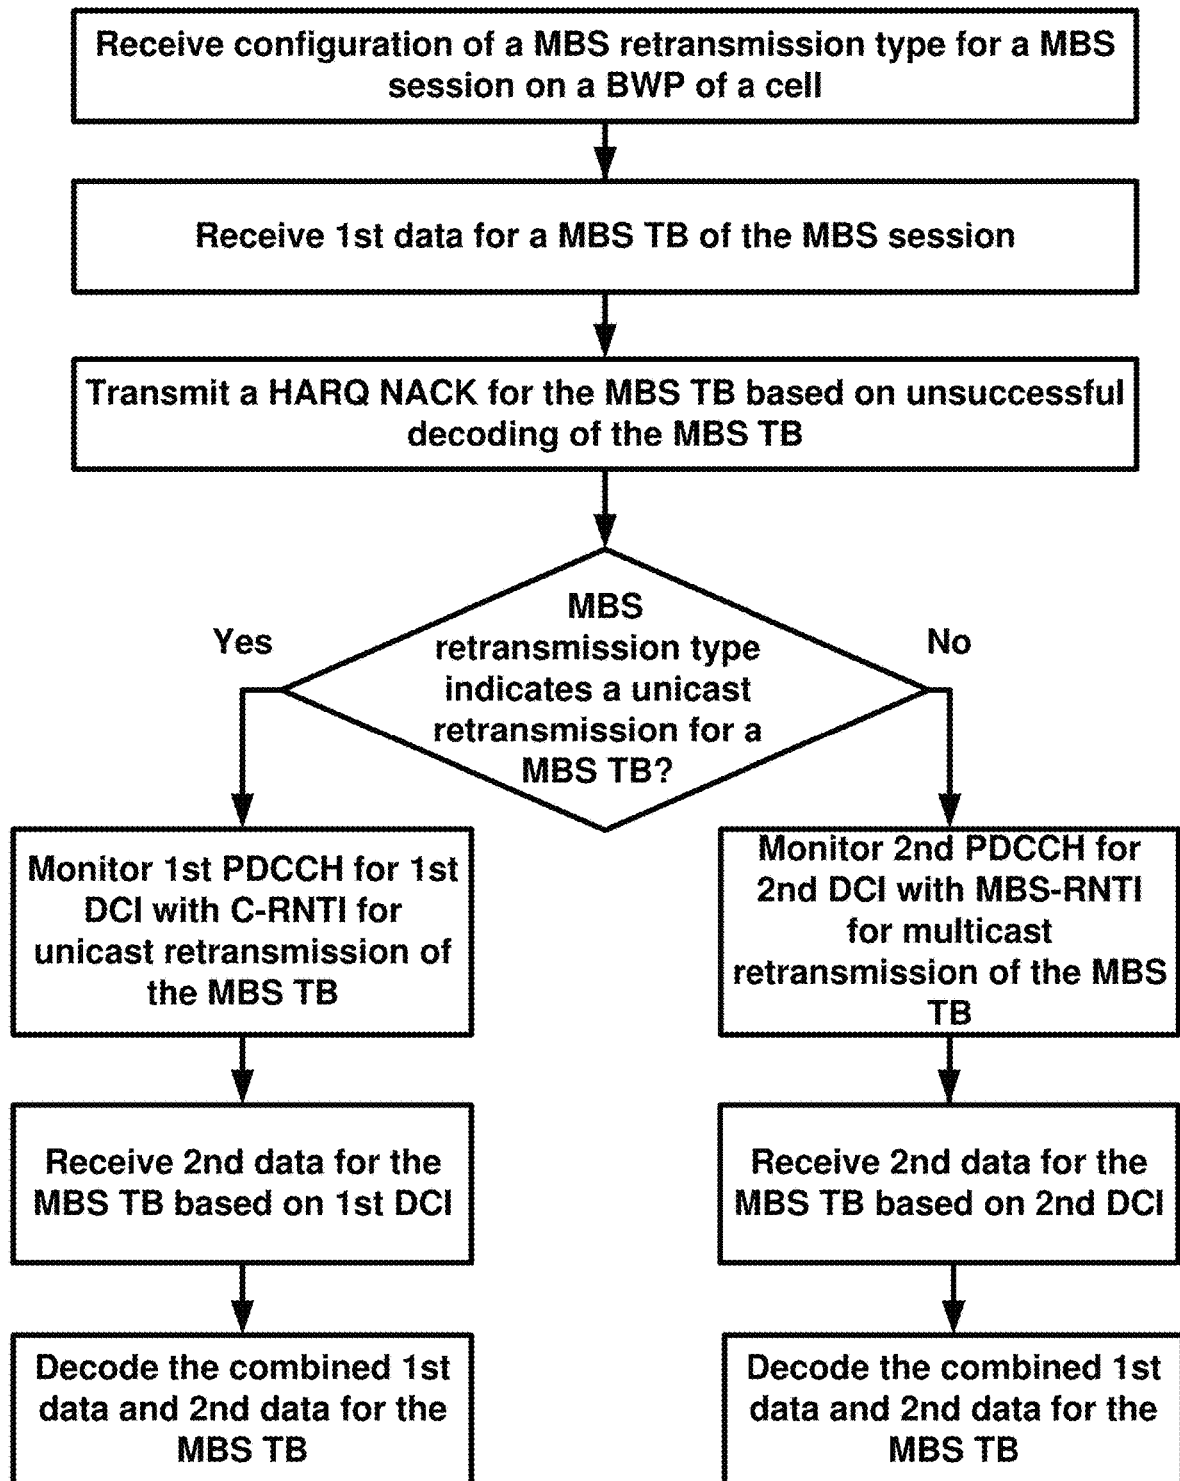 Receive configuration of a MBS retransmission type for a MBS
session on a BWP of a cell
Receive 1st data for a MBS TB of the MBS session
Transmit a HARQ NACK for the MBS TB based on unsuccessful
decoding of the MBS TB
MBS
retransmission type
indicates a unicast
retransmission for a
MBS TB?
Yes
No
Monitor 1st PDCCH for 1st
DCI with C-RNTI for
unicast retransmission of
the MBS TB
Receive 2nd data for the
MBS TB based on 1st DCI
Decode the combined 1st
data and 2nd data for the
MBS TB
Monitor 2nd PDCCH for
2nd DCI with MBS-RNTI
for multicast
retransmission of the MBS
TB
Receive 2nd data for the
MBS TB based on 2nd DCI
Decode the combined 1st
data and 2nd data for the
MBS TB